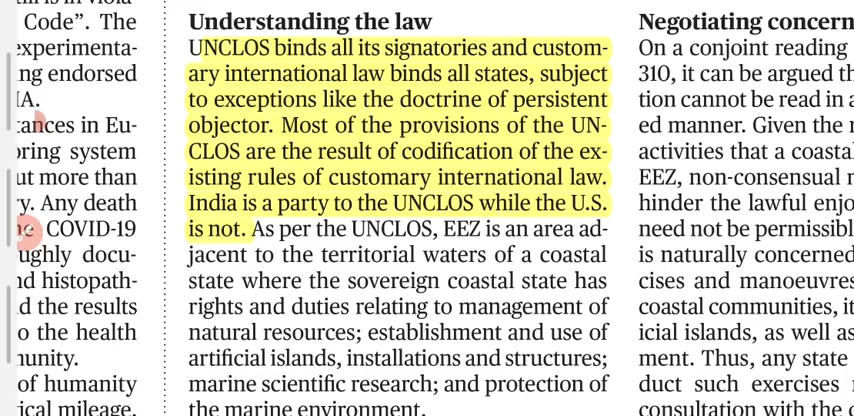 Code”. The
experimenta-
ing endorsed
IA.
tances in Eu-
oring system
ut more than
ry. Any death
he COVID-19
oughly docu-
nd histopath-
d the results
o the health
munity.
of humanity
ical mileage.
Understanding the law
UNCLOS binds all its signatories and custom-
ary international law binds all states, subject
to exceptions like the doctrine of persistent
objector. Most of the provisions of the UN-
CLOS are the result of codification of the ex-
isting rules of customary international law.
India is a party to the UNCLOS while the U.S.
is not. As per the UNCLOS, EEZ is an area ad-
jacent to the territorial waters of a coastal
state where the sovereign coastal state has
rights and duties relating to management of
natural resources; establishment and use of
artificial islands, installations and structures;
marine scientific research; and protection of
the marine environment.
Negotiating concern
On a conjoint reading
310, it can be argued th
tion cannot be read in a
ed manner. Given the
activities that a coasta
EEZ, non-consensual
hinder the lawful enjo
need not be permissibl
is naturally concerned
cises and manoeuvres
coastal communities, it
icial islands, as well as
ment. Thus, any state
duct such exercises
consultation with the